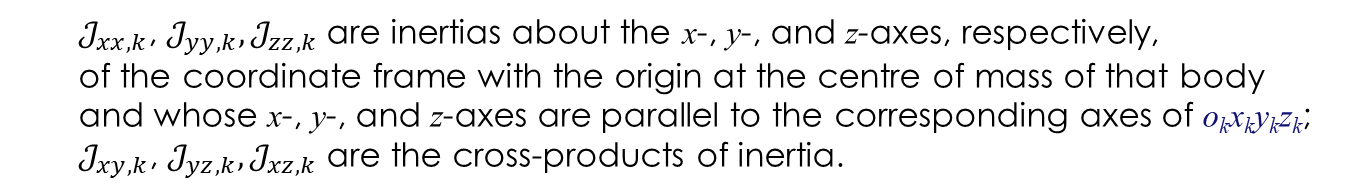 𝒥xx,k, 𝒥yy,k, 𝒥zz,k are inertias about the x-, y-, and z-axes, respectively,
of the coordinate frame with the origin at the centre of mass of that body
and whose x-, y-, and z-axes are parallel to the corresponding axes of okxkykzk;
𝒥xy,k, 𝒥yz,k, 𝒥xz,k are the cross-products of inertia.